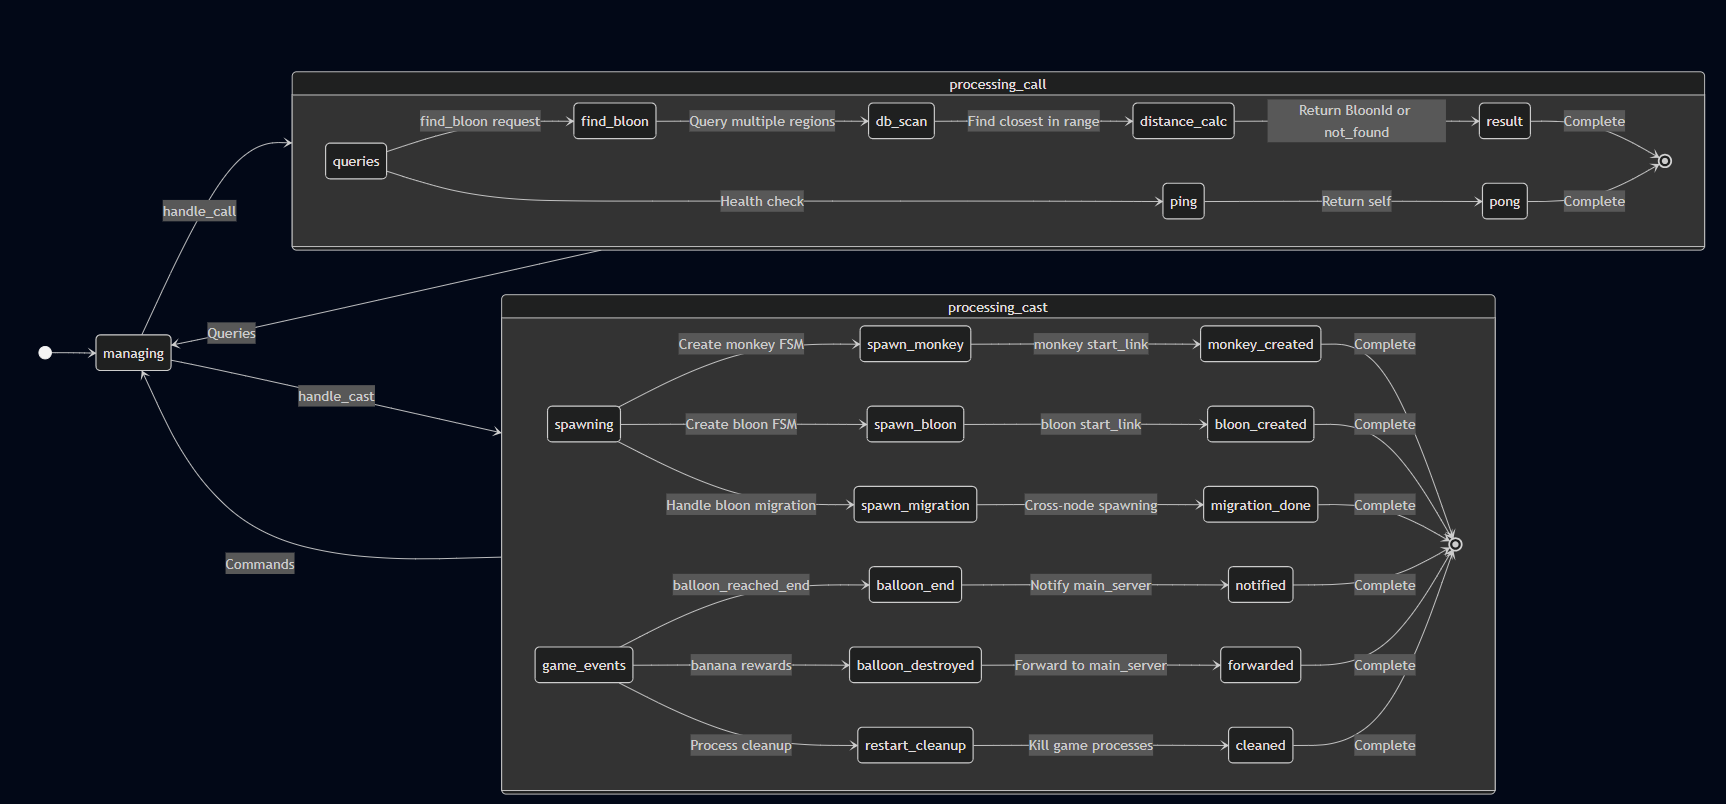 processing_call
find_bloon request
find_bloon
Query multiple regions
db_scan
Find closest in range
distance_calc
Return BloonId or
not_found
result
Complete
queries
Health check
ping
Return self
pong
Complete
handle_call
Queries
managing
handle_cast
Commands
processing_cast
Create monkey FSM
spawn_monkey
monkey start_link
monkey_created
Complete
spawning
Create bloon FSM
spawn_bloon
bloon start_link
bloon_created
Complete
Handle bloon migration
spawn_migration
Cross-node spawning
migration_done
Complete
balloon_reached_end
balloon_end
Notify main_server
notified
Complete
game_events
banana rewards
balloon_destroyed
Forward to main_server
forwarded
Complete
Process cleanup
restart_cleanup
Kill game processes
cleaned
Complete